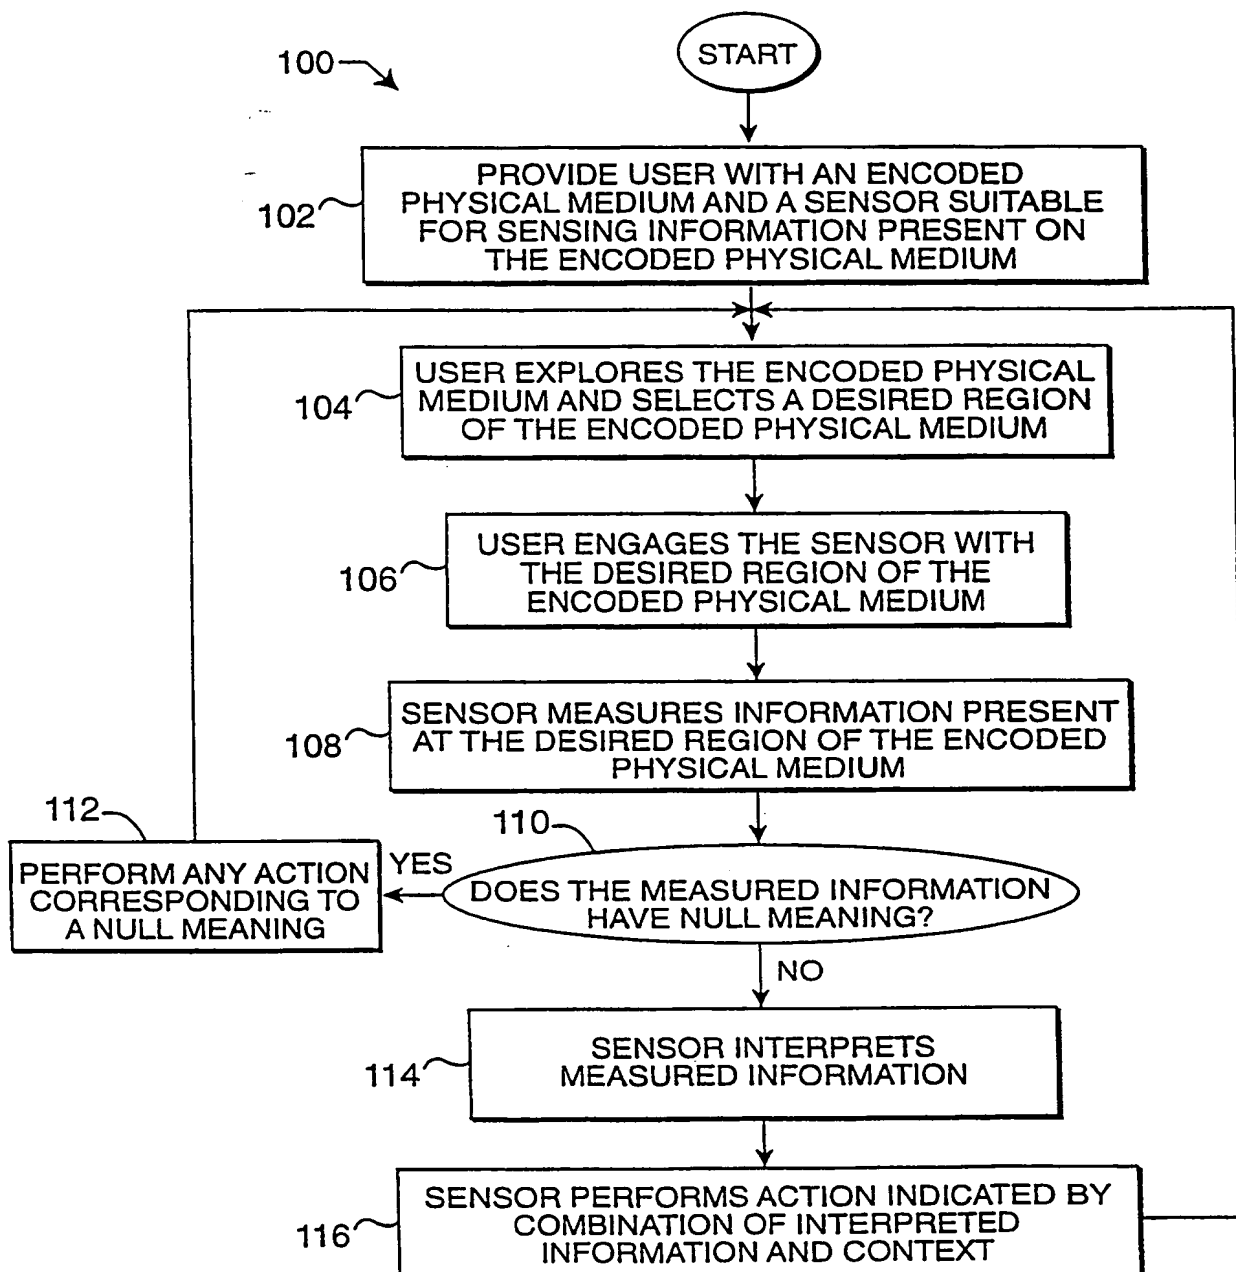 START
100
PROVIDE USER WITH AN ENCODED
PHYSICAL MEDIUM AND A SENSOR SUITABLE
FOR SENSING INFORMATION PRESENT ON
THE ENCODED PHYSICAL MEDIUM
102
USER EXPLORES THE ENCODED PHYSICAL
MEDIUM AND SELECTS A DESIRED REGION
OF THE ENCODED PHYSICAL MEDIUM
104
USER ENGAGES THE SENSOR WITH
THE DESIRED REGION OF THE
ENCODED PHYSICAL MEDIUM
106
SENSOR MEASURES INFORMATION PRESENT
AT THE DESIRED REGION OF THE ENCODED
PHYSICAL MEDIUM
108
110
DOES THE MEASURED INFORMATION
HAVE NULL MEANING?
YES
112
PERFORM ANY ACTION
CORRESPONDING TO
A NULL MEANING
NO
SENSOR INTERPRETS
MEASURED INFORMATION
114
SENSOR PERFORMS ACTION INDICATED BY
COMBINATION OF INTERPRETED
INFORMATION AND CONTEXT
116